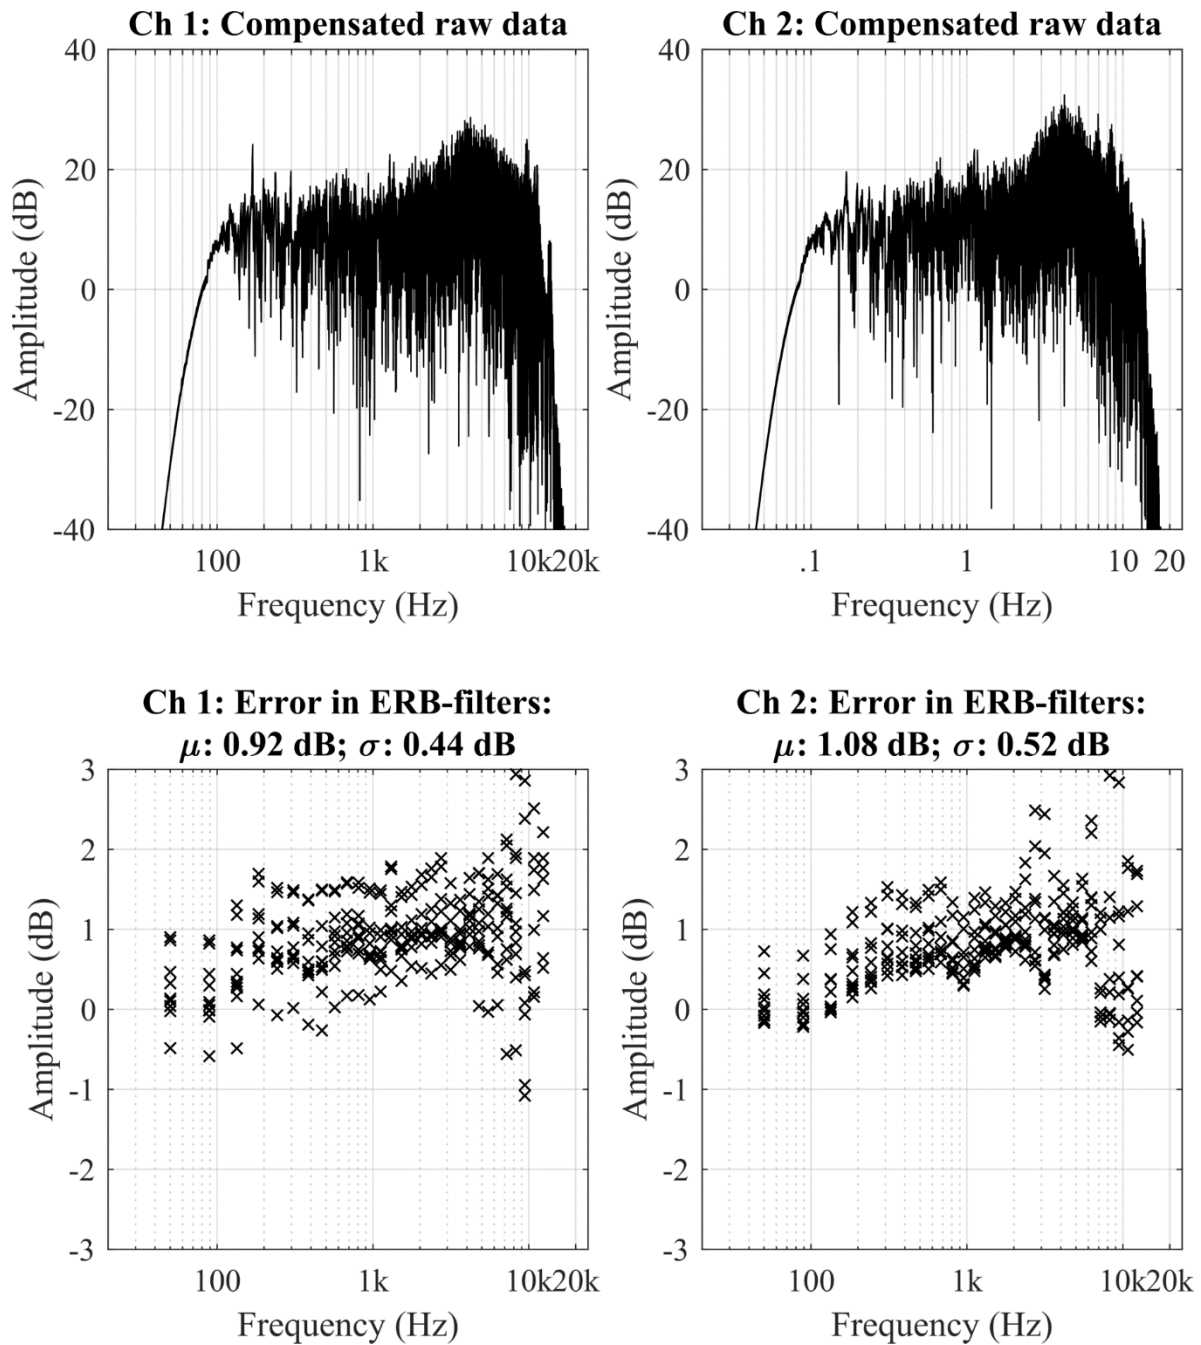 Ch 1: Compensated raw data
40
20
0
-20
-40
Amplitude (dB)
100
1k
10k20k
Frequency (Hz)
Ch 2: Compensated raw data
40
20
0
-20
-40
Amplitude (dB)
.1
1
10
20
Frequency (Hz)
Ch 1: Error in ERB-filters:
μ: 0.92 dB; σ: 0.44 dB
3
2
1
0
-1
-2
-3
Amplitude (dB)
100
1k
10k20k
Frequency (Hz)
Ch 2: Error in ERB-filters:
μ: 1.08 dB; σ: 0.52 dB
3
2
1
0
-1
-2
-3
Amplitude (dB)
100
1k
10k20k
Frequency (Hz)